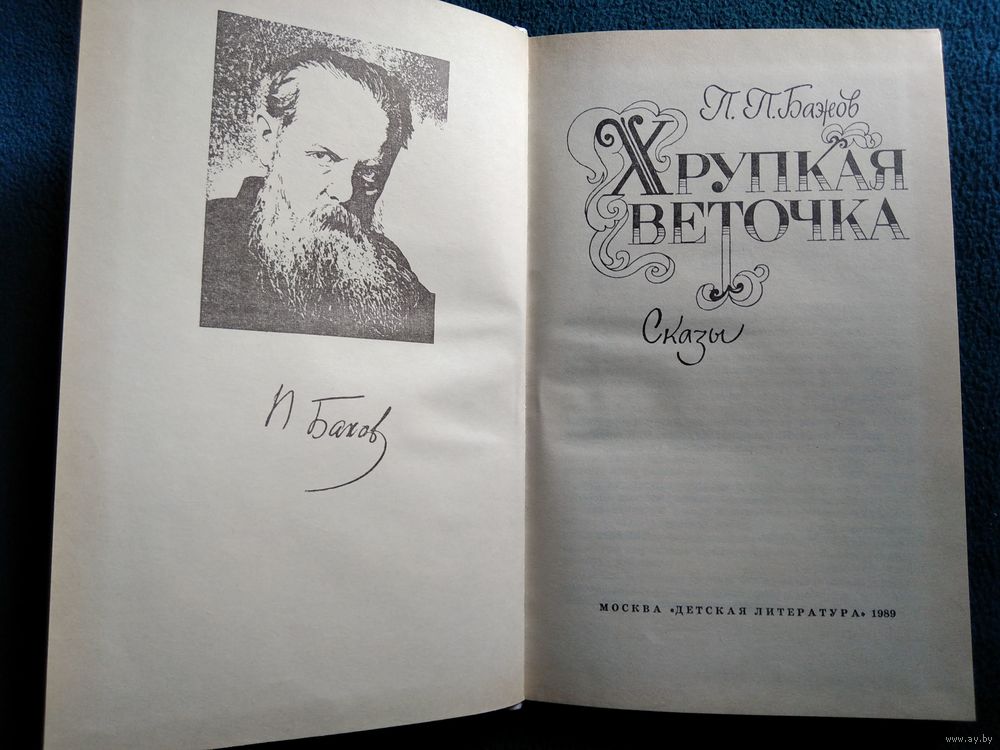 П Бажов
П. П. Бажов
ХРУПКАЯ
ВЕТОЧКА
Сказы
МОСКВА «ДЕТСКАЯ ЛИТЕРАТУРА» 1989
www.ay.by